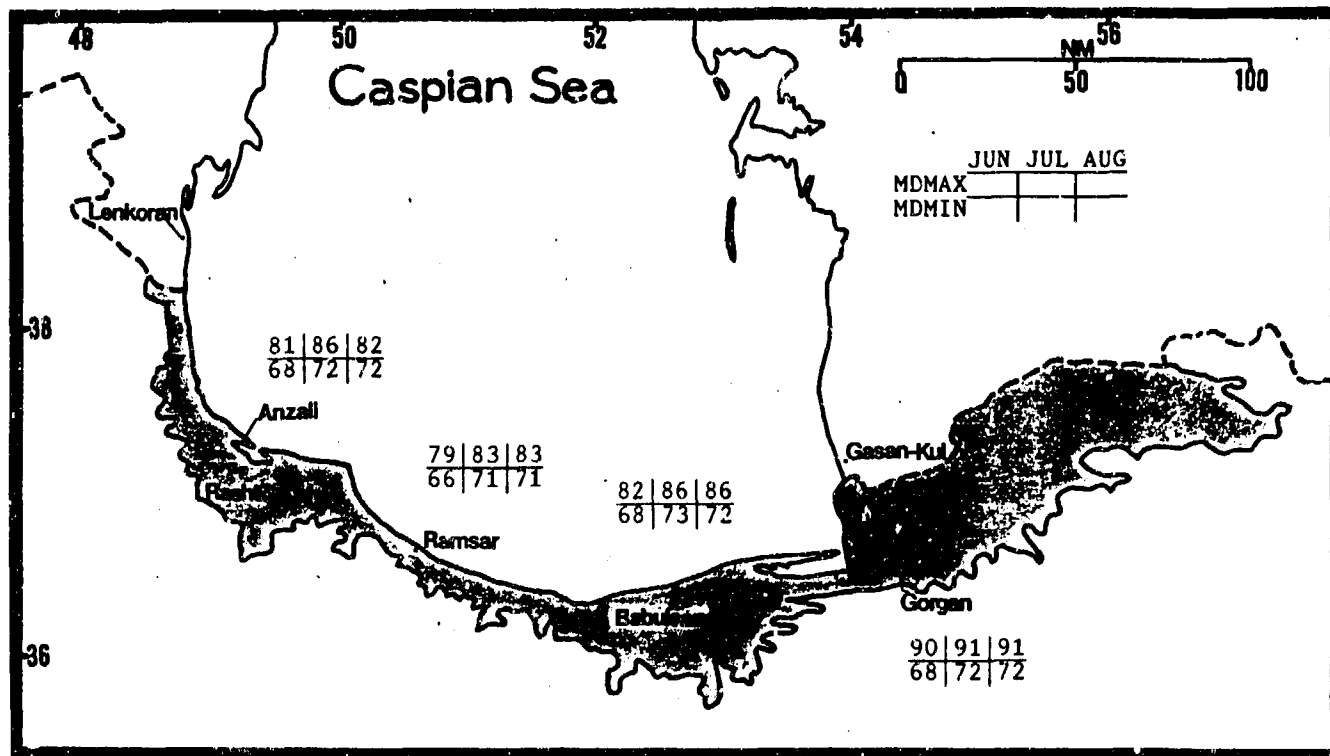 48 50 52 54 56
NM
0 50 100
Caspian Sea
JUN JUL AUG
MDMAX
MDMIN
Lenkoran
38
81 86 82
68 72 72
Anzali
79 83 83
66 71 71
Gasan-Kul
82 86 86
68 73 72
Ramsar
Gorgan
36
90 91 91
68 72 72